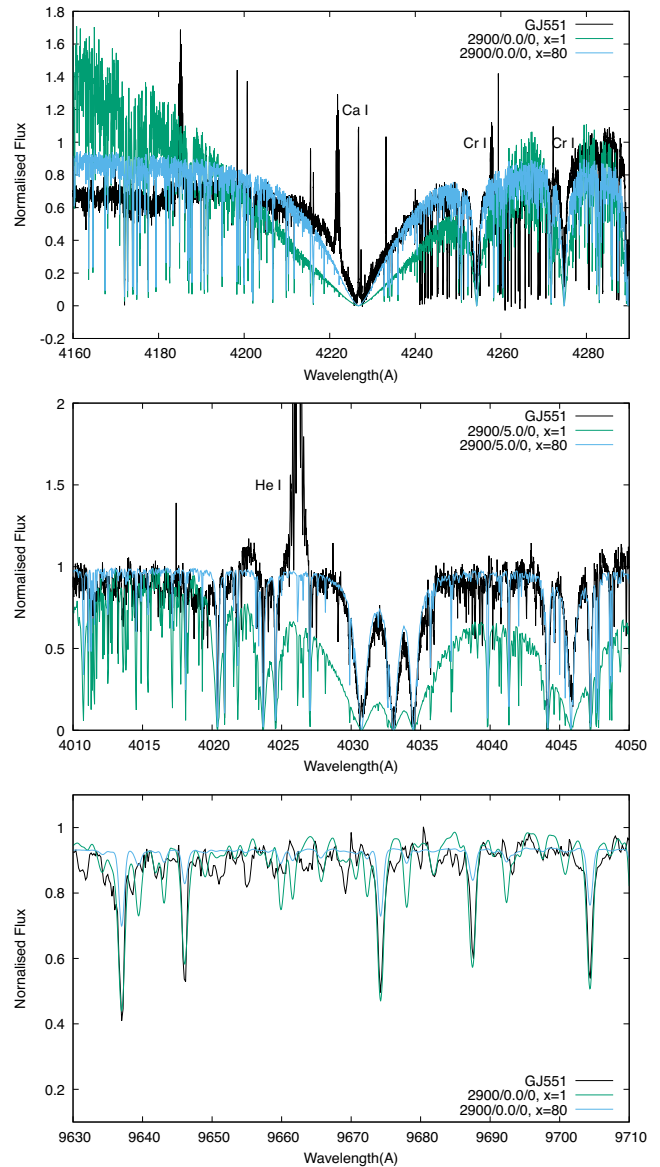 GJ551
2900/0.0/0, x=1
2900/0.0/0, x=80
Ca I
Cr I
Cr I
Normalised Flux
1.8
1.6
1.4
1.2
1
0.8
0.6
0.4
0.2
0
-0.2
4160 4180 4200 4220 4240 4260 4280
Wavelength(A)
GJ551
2900/5.0/0, x=1
2900/5.0/0, x=80
He I
Normalised Flux
2
1.5
1
0.5
0
4010 4015 4020 4025 4030 4035 4040 4045 4050
Wavelength(A)
Nornalised Flux
1
0.8
0.6
0.4
0.2
GJ551
2900/0.0/0, x=1
2900/0.0/0, x=80
9630 9640 9650 9660 9670 9680 9690 9700 9710
Wavelength(A)